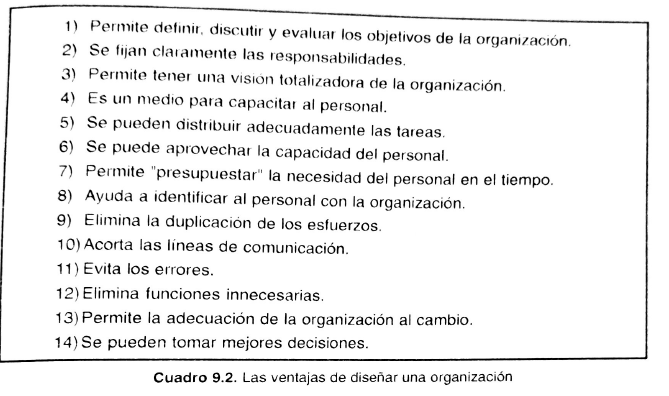 1) Permite definir, discutir y evaluar los objetivos de la organización.
2) Se fijan claramente las responsabilidades.
3) Permite tener una visión totalizadora de la organización.
4) Es un medio para capacitar al personal.
5) Se pueden distribuir adecuadamente las tareas.
6) Se puede aprovechar la capacidad del personal.
7) Permite "presupuestar" la necesidad del personal en el tiempo.
8) Ayuda a identificar al personal con la organización.
9) Elimina la duplicación de los esfuerzos.
10) Acorta las líneas de comunicación.
11) Evita los errores.
12) Elimina funciones innecesarias.
13) Permite la adecuación de la organización al cambio.
14) Se pueden tomar mejores decisiones.
Cuadro 9.2. Las ventajas de diseñar una organización